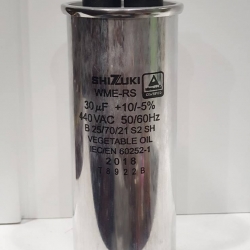 SHIZUKI
WME-RS
30µF +10/-5%
440VAC 50/60Hz
B 25/70/21 S2 SH
VEGETABLE OIL
IEC/EN 60252-1
2018